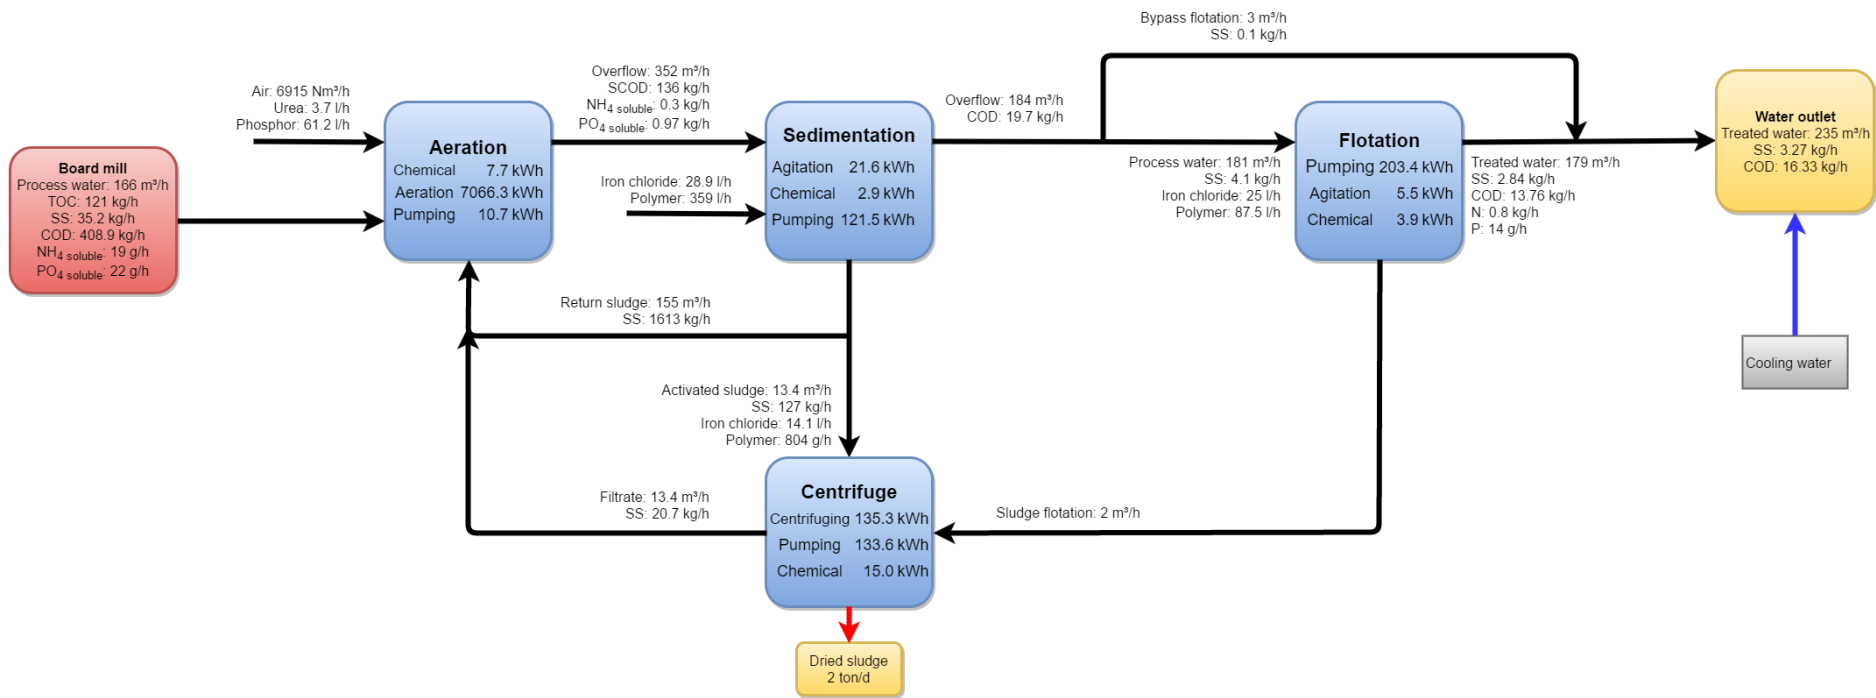 Bypass flotation: 3 m³/h
SS: 0.1 kg/h
Air: 6915 Nm³/h
Urea: 3.7 l/h
Phosphor: 61.2 l/h
Overflow: 352 m³/h
SCOD: 136 kg/h
NH4 soluble: 0.3 kg/h
PO4 soluble: 0.97 kg/h
Overflow: 184 m³/h
COD: 19.7 kg/h
Board mill
Process water: 166 m³/h
TOC: 121 kg/h
SS: 35.2 kg/h
COD: 408.9 kg/h
NH4 soluble: 19 g/h
PO4 soluble: 22 g/h
Aeration
Chemical 7.7 kWh
Aeration 7066.3 kWh
Pumping 10.7 kWh
Iron chloride: 28.9 l/h
Polymer: 359 l/h
Sedimentation
Agitation 21.6 kWh
Chemical 2.9 kWh
Pumping 121.5 kWh
Process water: 181 m³/h
SS: 4.1 kg/h
Iron chloride: 25 l/h
Polymer: 87.5 l/h
Flotation
Pumping 203.4 kWh
Agitation 5.5 kWh
Chemical 3.9 kWh
Treated water: 179 m³/h
SS: 2.84 kg/h
COD: 13.76 kg/h
N: 0.8 kg/h
P: 14 g/h
Water outlet
Treated water: 235 m³/h
SS: 3.27 kg/h
COD: 16.33 kg/h
Cooling water
Return sludge: 155 m³/h
SS: 1613 kg/h
Activated sludge: 13.4 m³/h
SS: 127 kg/h
Iron chloride: 14.1 l/h
Polymer: 804 g/h
Filtrate: 13.4 m³/h
SS: 20.7 kg/h
Centrifuge
Centrifuging 135.3 kWh
Pumping 133.6 kWh
Chemical 15.0 kWh
Sludge flotation: 2 m³/h
Dried sludge
2 ton/d